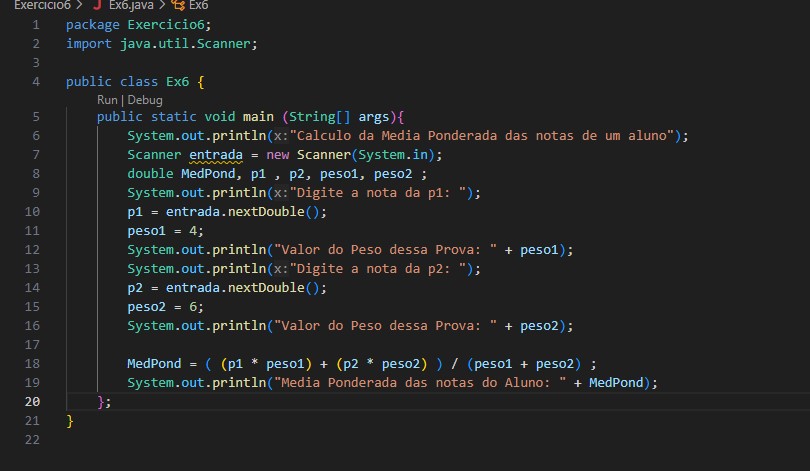 Exercicio6 > J Ex6.java > Ex6
1 package Exercicio6;
2 import java.util.Scanner;
3
4 public class Ex6 {
Run | Debug
5 public static void main (String[] args){
6 System.out.println(x:"Calculo da Media Ponderada das notas de um aluno");
7 Scanner entrada = new Scanner(System.in);
8 double MedPond, p1 , p2, peso1, peso2 ;
9 System.out.println(x:"Digite a nota da p1: ");
10 p1 = entrada.nextDouble();
11 peso1 = 4;
12 System.out.println("Valor do Peso dessa Prova: " + peso1);
13 System.out.println(x:"Digite a nota da p2: ");
14 p2 = entrada.nextDouble();
15 peso2 = 6;
16 System.out.println("Valor do Peso dessa Prova: " + peso2);
17
18 MedPond = ( (p1 * peso1) + (p2 * peso2) ) / (peso1 + peso2) ;
19 System.out.println("Media Ponderada das notas do Aluno: " + MedPond);
20 };
21 }
22